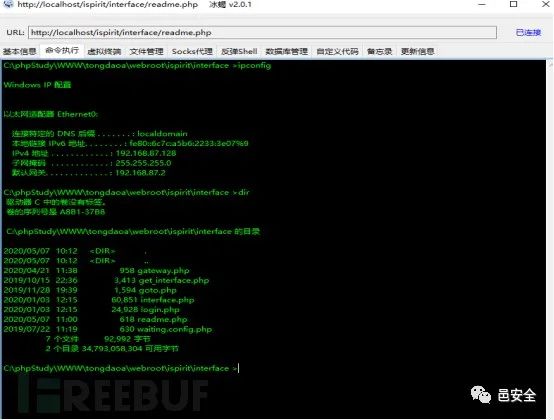 http://localhost/ispirit/interface/readme.php 冰蝎 v2.0.1
URL: http://localhost/ispirit/interface/readme.php 已连接
基本信息 命令执行 虚拟终端 文件管理 Socks代理 反弹Shell 数据库管理 自定义代码 备忘录 更新信息
C:\phpStudy\WWW\tongdaoa\webroot\ispirit\interface >ipconfig
Windows IP 配置
以太网适配器 Ethernet0:
连接特定的 DNS 后缀 . . . . . . . : localdomain
本地链接 IPv6 地址. . . . . . . . : fe80::6c7c:a5b6:2233:3e07%9
IPv4 地址 . . . . . . . . . . . . : 192.168.87.128
子网掩码 . . . . . . . . . . . . : 255.255.255.0
默认网关. . . . . . . . . . . . . : 192.168.87.2
C:\phpStudy\WWW\tongdaoa\webroot\ispirit\interface >dir
驱动器 C 中的卷没有标签。
卷的序列号是 A8B1-37B8
C:\phpStudy\WWW\tongdaoa\webroot\ispirit\interface 的目录
2020/05/07 10:12 <DIR> .
2020/05/07 10:12 <DIR> ..
2020/04/21 11:38 958 gateway.php
2019/10/15 22:36 3,413 get_interface.php
2019/11/28 19:39 1,594 goto.php
2020/01/03 12:15 60,851 interface.php
2020/01/03 12:15 24,928 login.php
2020/05/07 11:00 618 readme.php
2019/07/22 11:19 630 waiting.config.php
7 个文件 92,992 字节
2 个目录 34,793,058,304 可用字节
C:\phpStudy\WWW\tongdaoa\webroot\ispirit\interface >
FREEBUF
邑安全